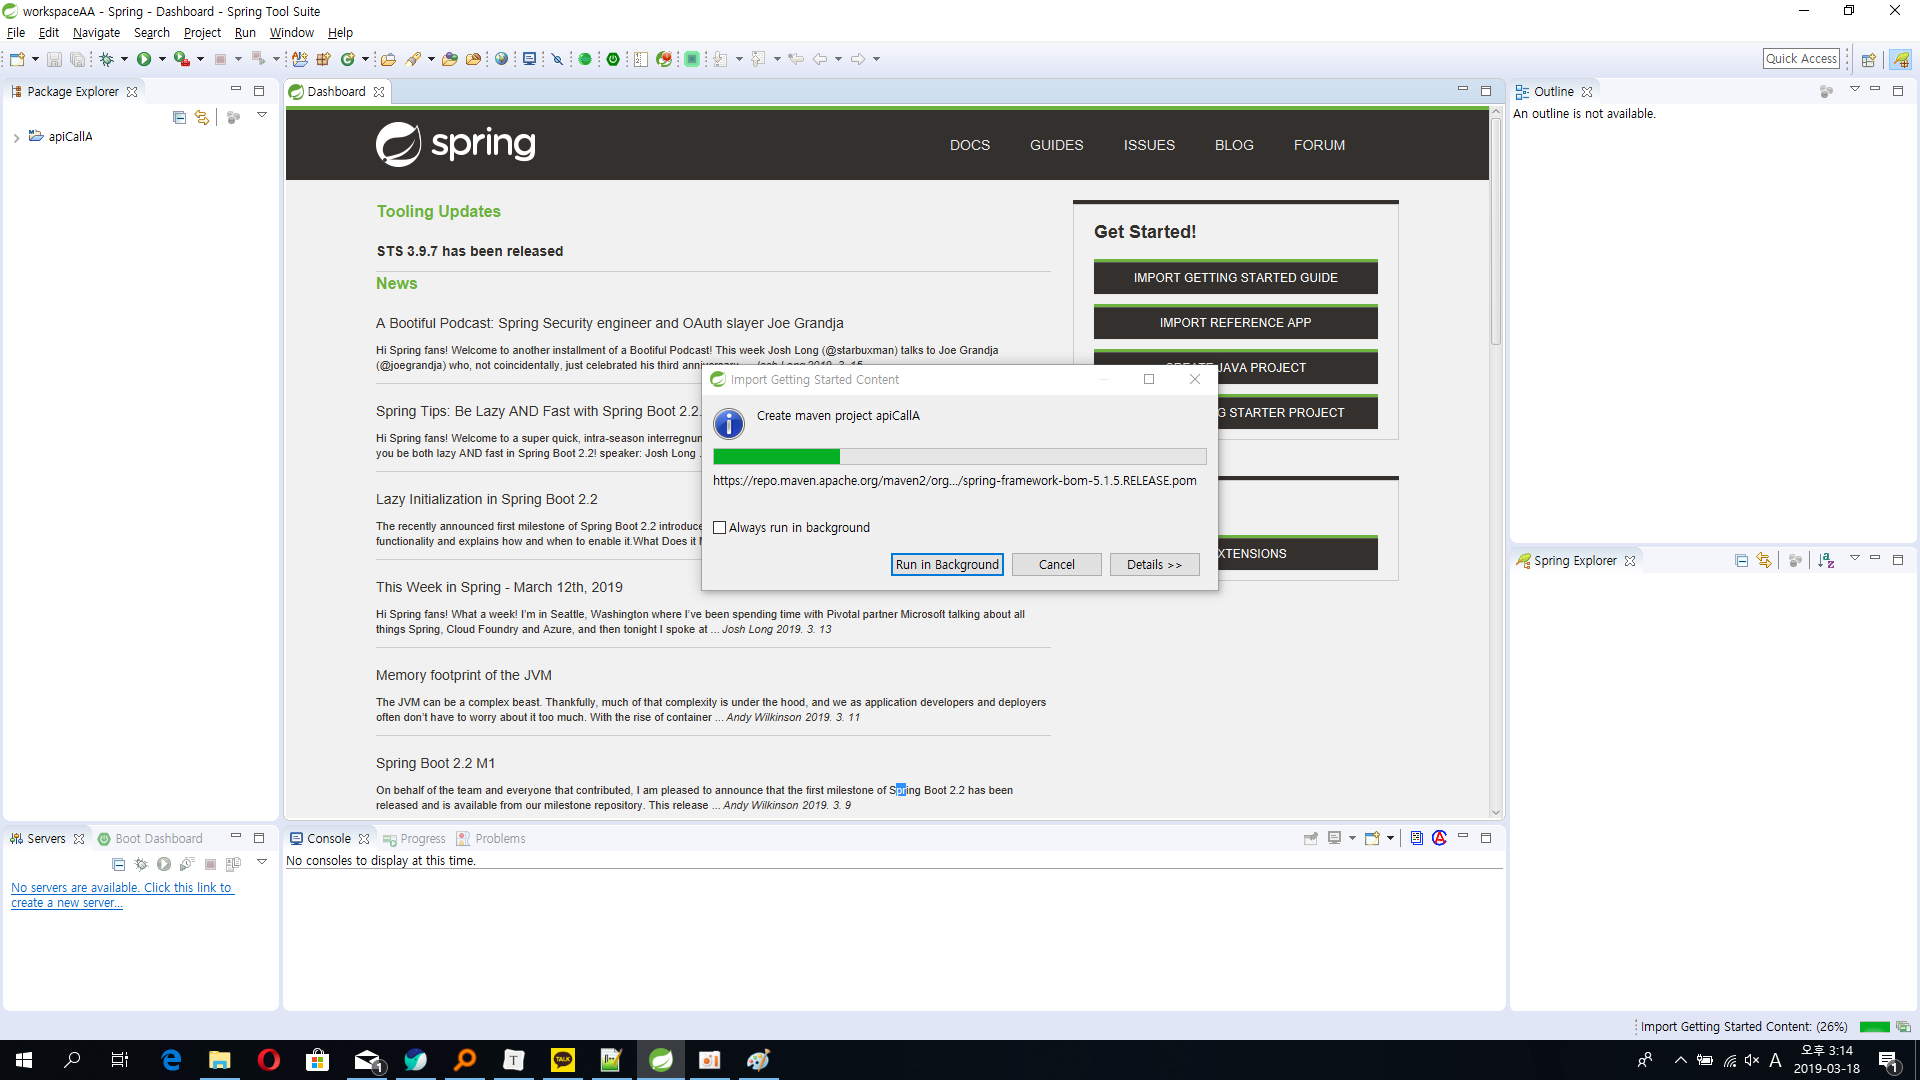 workspaceAA - Spring - Dashboard - Spring Tool Suite
File Edit Navigate Search Project Run Window Help
Quick Access
Package Explorer
apiCallA
Dashboard
spring
DOCS GUIDES ISSUES BLOG FORUM
Tooling Updates
STS 3.9.7 has been released
News
A Bootiful Podcast: Spring Security engineer and OAuth slayer Joe Grandja
Hi Spring fans! Welcome to another installment of a Bootiful Podcast! This week Josh Long (@starbuxman) talks to Joe Grandja
(@joegrandja) who, not coincidentally, just celebrated his third anniversary ... Josh Long 2019. 3. 15
Spring Tips: Be Lazy AND Fast with Spring Boot 2.2.
Hi Spring fans! Welcome to a super quick, intra-season interregnum
you be both lazy AND fast in Spring Boot 2.2! speaker: Josh Long .
Lazy Initialization in Spring Boot 2.2
The recently announced first milestone of Spring Boot 2.2 introduce
functionality and explains how and when to enable it.What Does it
This Week in Spring - March 12th, 2019
Hi Spring fans! What a week! I'm in Seattle, Washington where I've been spending time with Pivotal partner Microsoft talking about all
things Spring, Cloud Foundry and Azure, and then tonight I spoke at ... Josh Long 2019. 3. 13
Memory footprint of the JVM
The JVM can be a complex beast. Thankfully, much of that complexity is under the hood, and we as application developers and deployers
often don't have to worry about it too much. With the rise of container ... Andy Wilkinson 2019. 3. 11
Spring Boot 2.2 M1
On behalf of the team and everyone that contributed, I am pleased to announce that the first milestone of Spring Boot 2.2 has been
released and is available from our milestone repository. This release ... Andy Wilkinson 2019. 3. 9
Get Started!
IMPORT GETTING STARTED GUIDE
IMPORT REFERENCE APP
CREATE JAVA PROJECT
G STARTER PROJECT
XTENSIONS
Import Getting Started Content
Create maven project apiCallA
https://repo.maven.apache.org/maven2/org.../spring-framework-bom-5.1.5.RELEASE.pom
Always run in background
Run in Background Cancel Details >>
Outline
An outline is not available.
Spring Explorer
Servers Boot Dashboard
No servers are available. Click this link to
create a new server...
Console Progress Problems
No consoles to display at this time.
Import Getting Started Content: (26%)
1 T TALK A 오후 3:14
2019-03-18 1